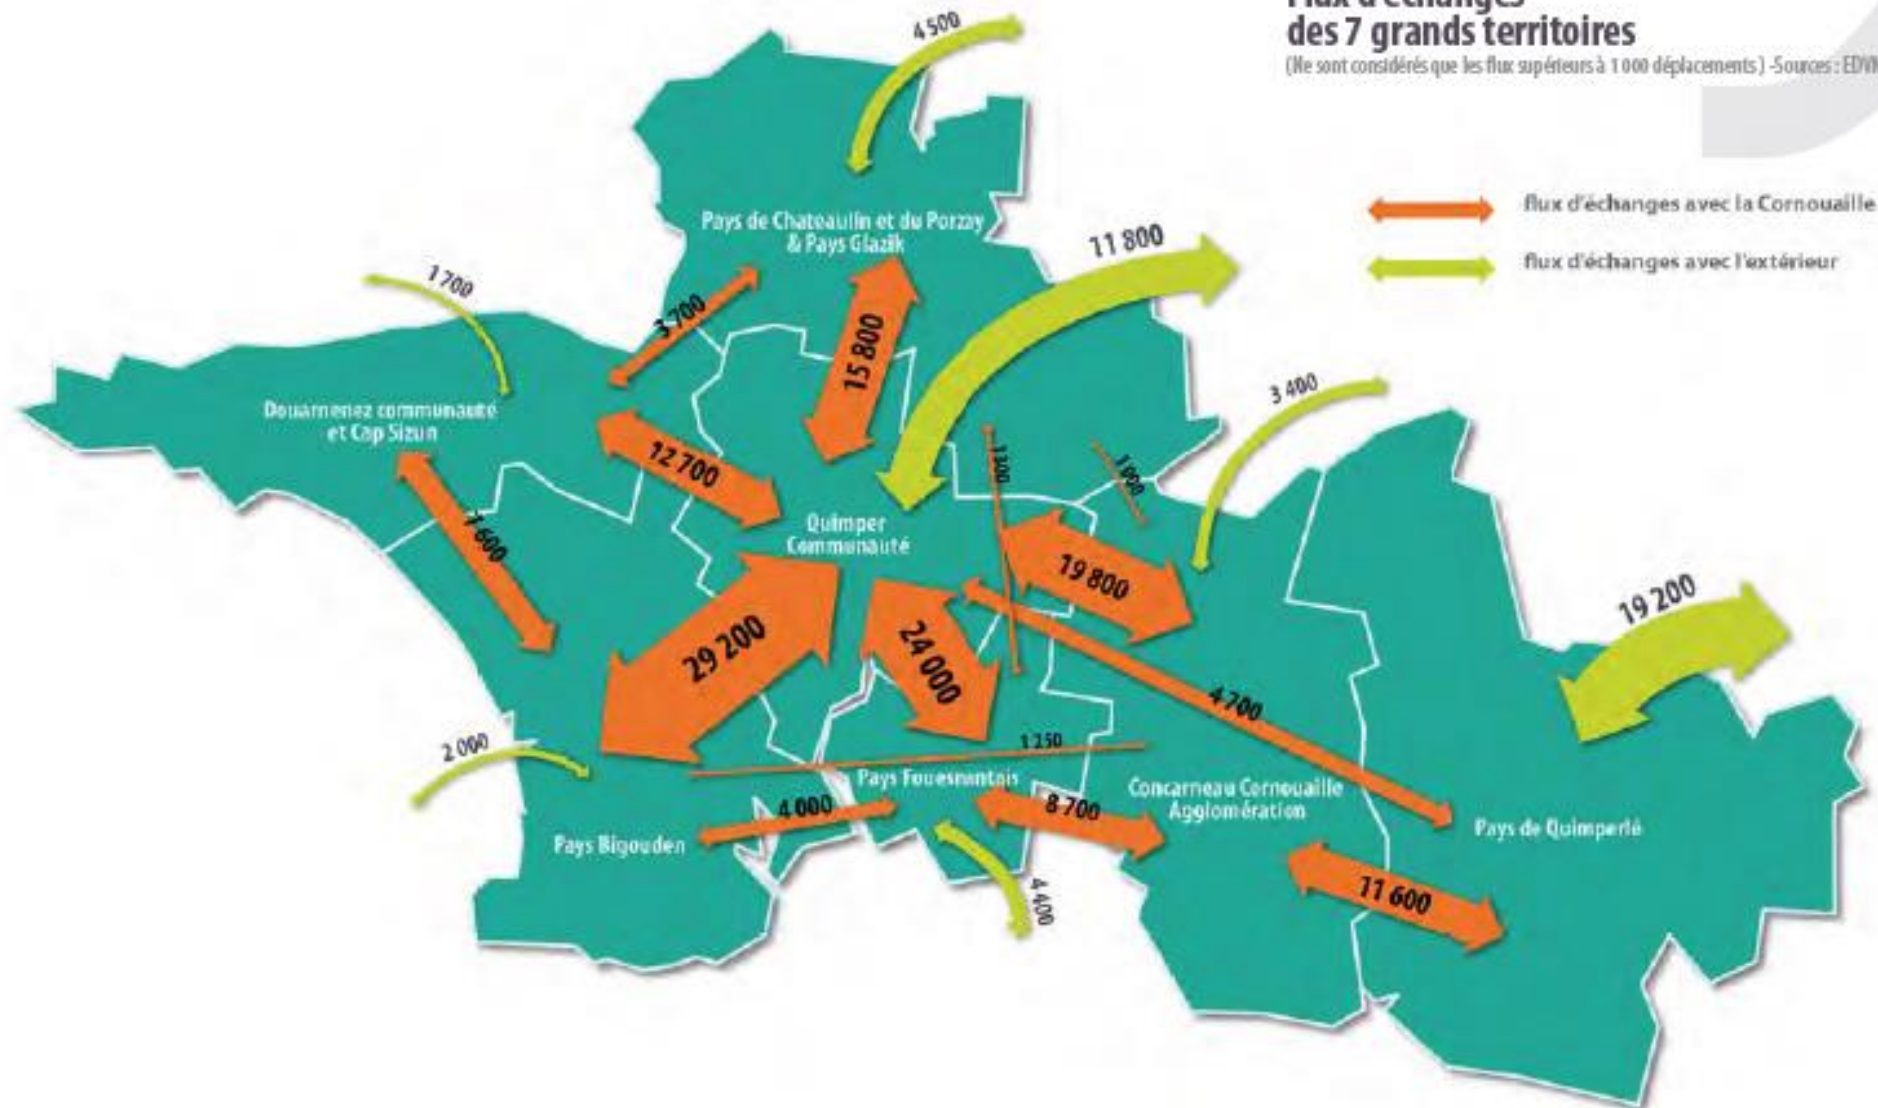 des 7 grands territoires
(Ne sont considérés que les flux supérieurs à 1 000 déplacements ) -Sources : EDVM
flux d'échanges avec la Cornouaille
flux d'échanges avec l'extérieur
4 500
Pays de Chateaulin et du Porzay
& Pays Glazik
11 800
1 700
3 700
15 800
3 400
Douarnenez communauté
et Cap Sizun
12 700
1 000
Quimper
Communauté
19 800
19 200
29 200
24 000
4 700
2 000
1 250
Pays Fouesnantais
4 000
8 700
Concarneau Cornouaille
Agglomération
Pays Bigouden
Pays de Quimperlé
4 400
11 600